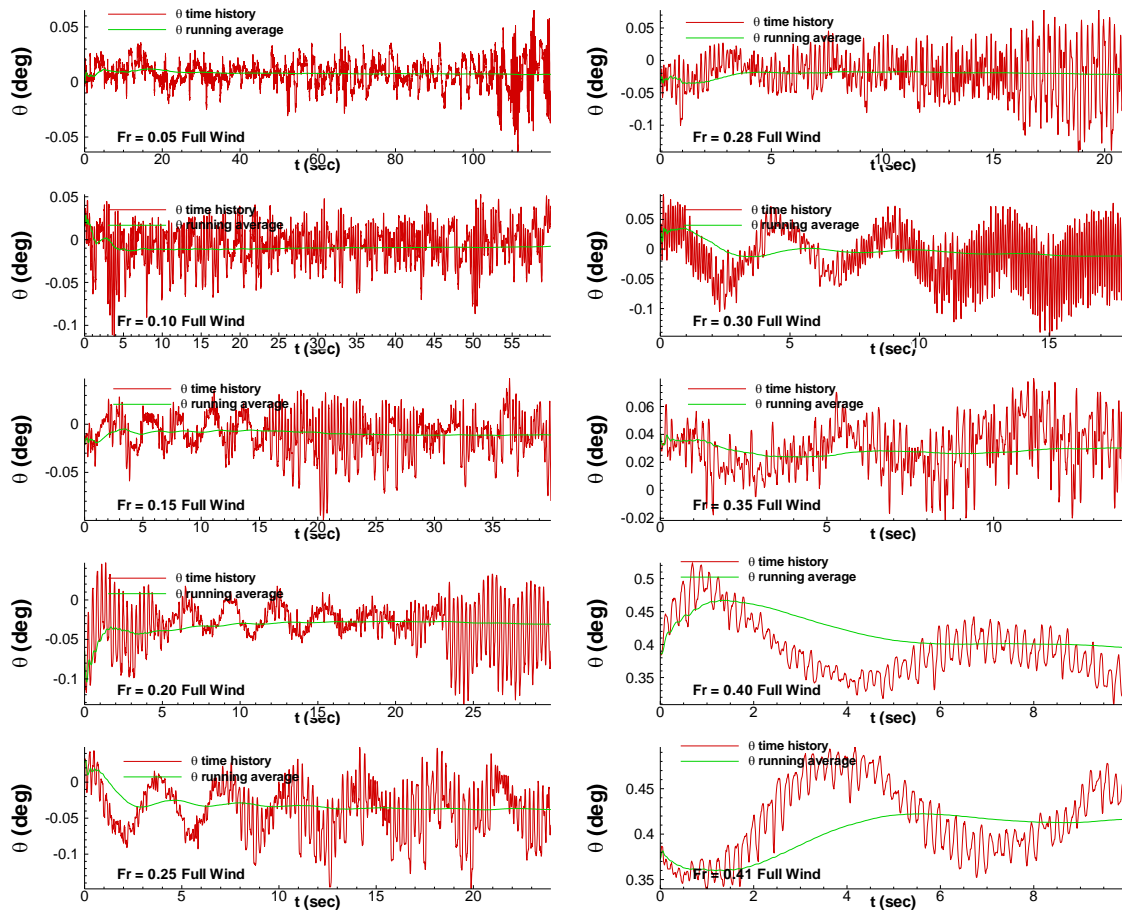 θ (deg)
0.05
0
-0.05
θ time history
θ running average
Fr = 0.05 Full Wind
0 20 40 60 80 100
t (sec)
θ (deg)
0.05
0
-0.05
-0.1
θ time history
θ running average
Fr = 0.28 Full Wind
0 5 10 15 20
t (sec)
θ (deg)
0.05
0
-0.05
-0.1
θ time history
θ running average
Fr = 0.10 Full Wind
0 5 10 15 20 25 30 35 40 45 50 55
t (sec)
θ (deg)
0.05
0
-0.05
-0.1
θ time history
θ running average
Fr = 0.30 Full Wind
0 5 10 15
t (sec)
θ (deg)
0
-0.05
θ time history
θ running average
Fr = 0.15 Full Wind
0 5 10 15 20 25 30 35
t (sec)
θ (deg)
0.06
0.04
0.02
0
-0.02
θ time history
θ running average
Fr = 0.35 Full Wind
0 5 10
t (sec)
θ (deg)
0
-0.05
-0.1
θ time history
θ running average
Fr = 0.20 Full Wind
0 5 10 15 20 25
t (sec)
θ (deg)
0.5
0.45
0.4
0.35
θ time history
θ running average
Fr = 0.40 Full Wind
0 2 4 6 8
t (sec)
θ (deg)
0
-0.05
-0.1
θ time history
θ running average
Fr = 0.25 Full Wind
0 5 10 15 20
t (sec)
θ (deg)
0.45
0.4
0.35
θ time history
θ running average
Fr = 0.41 Full Wind
0 2 4 6 8
t (sec)